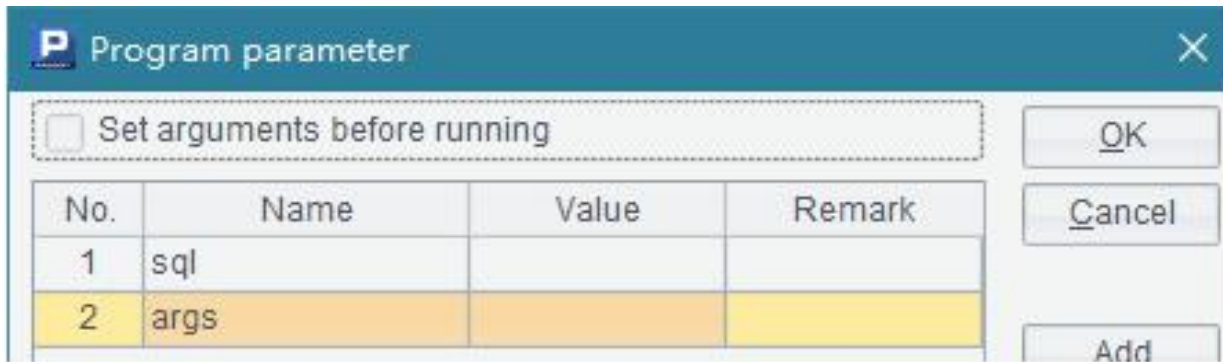 P Program parameter
Set arguments before running
OK
No. Name Value Remark
Cancel
1 sql
2 args
Add